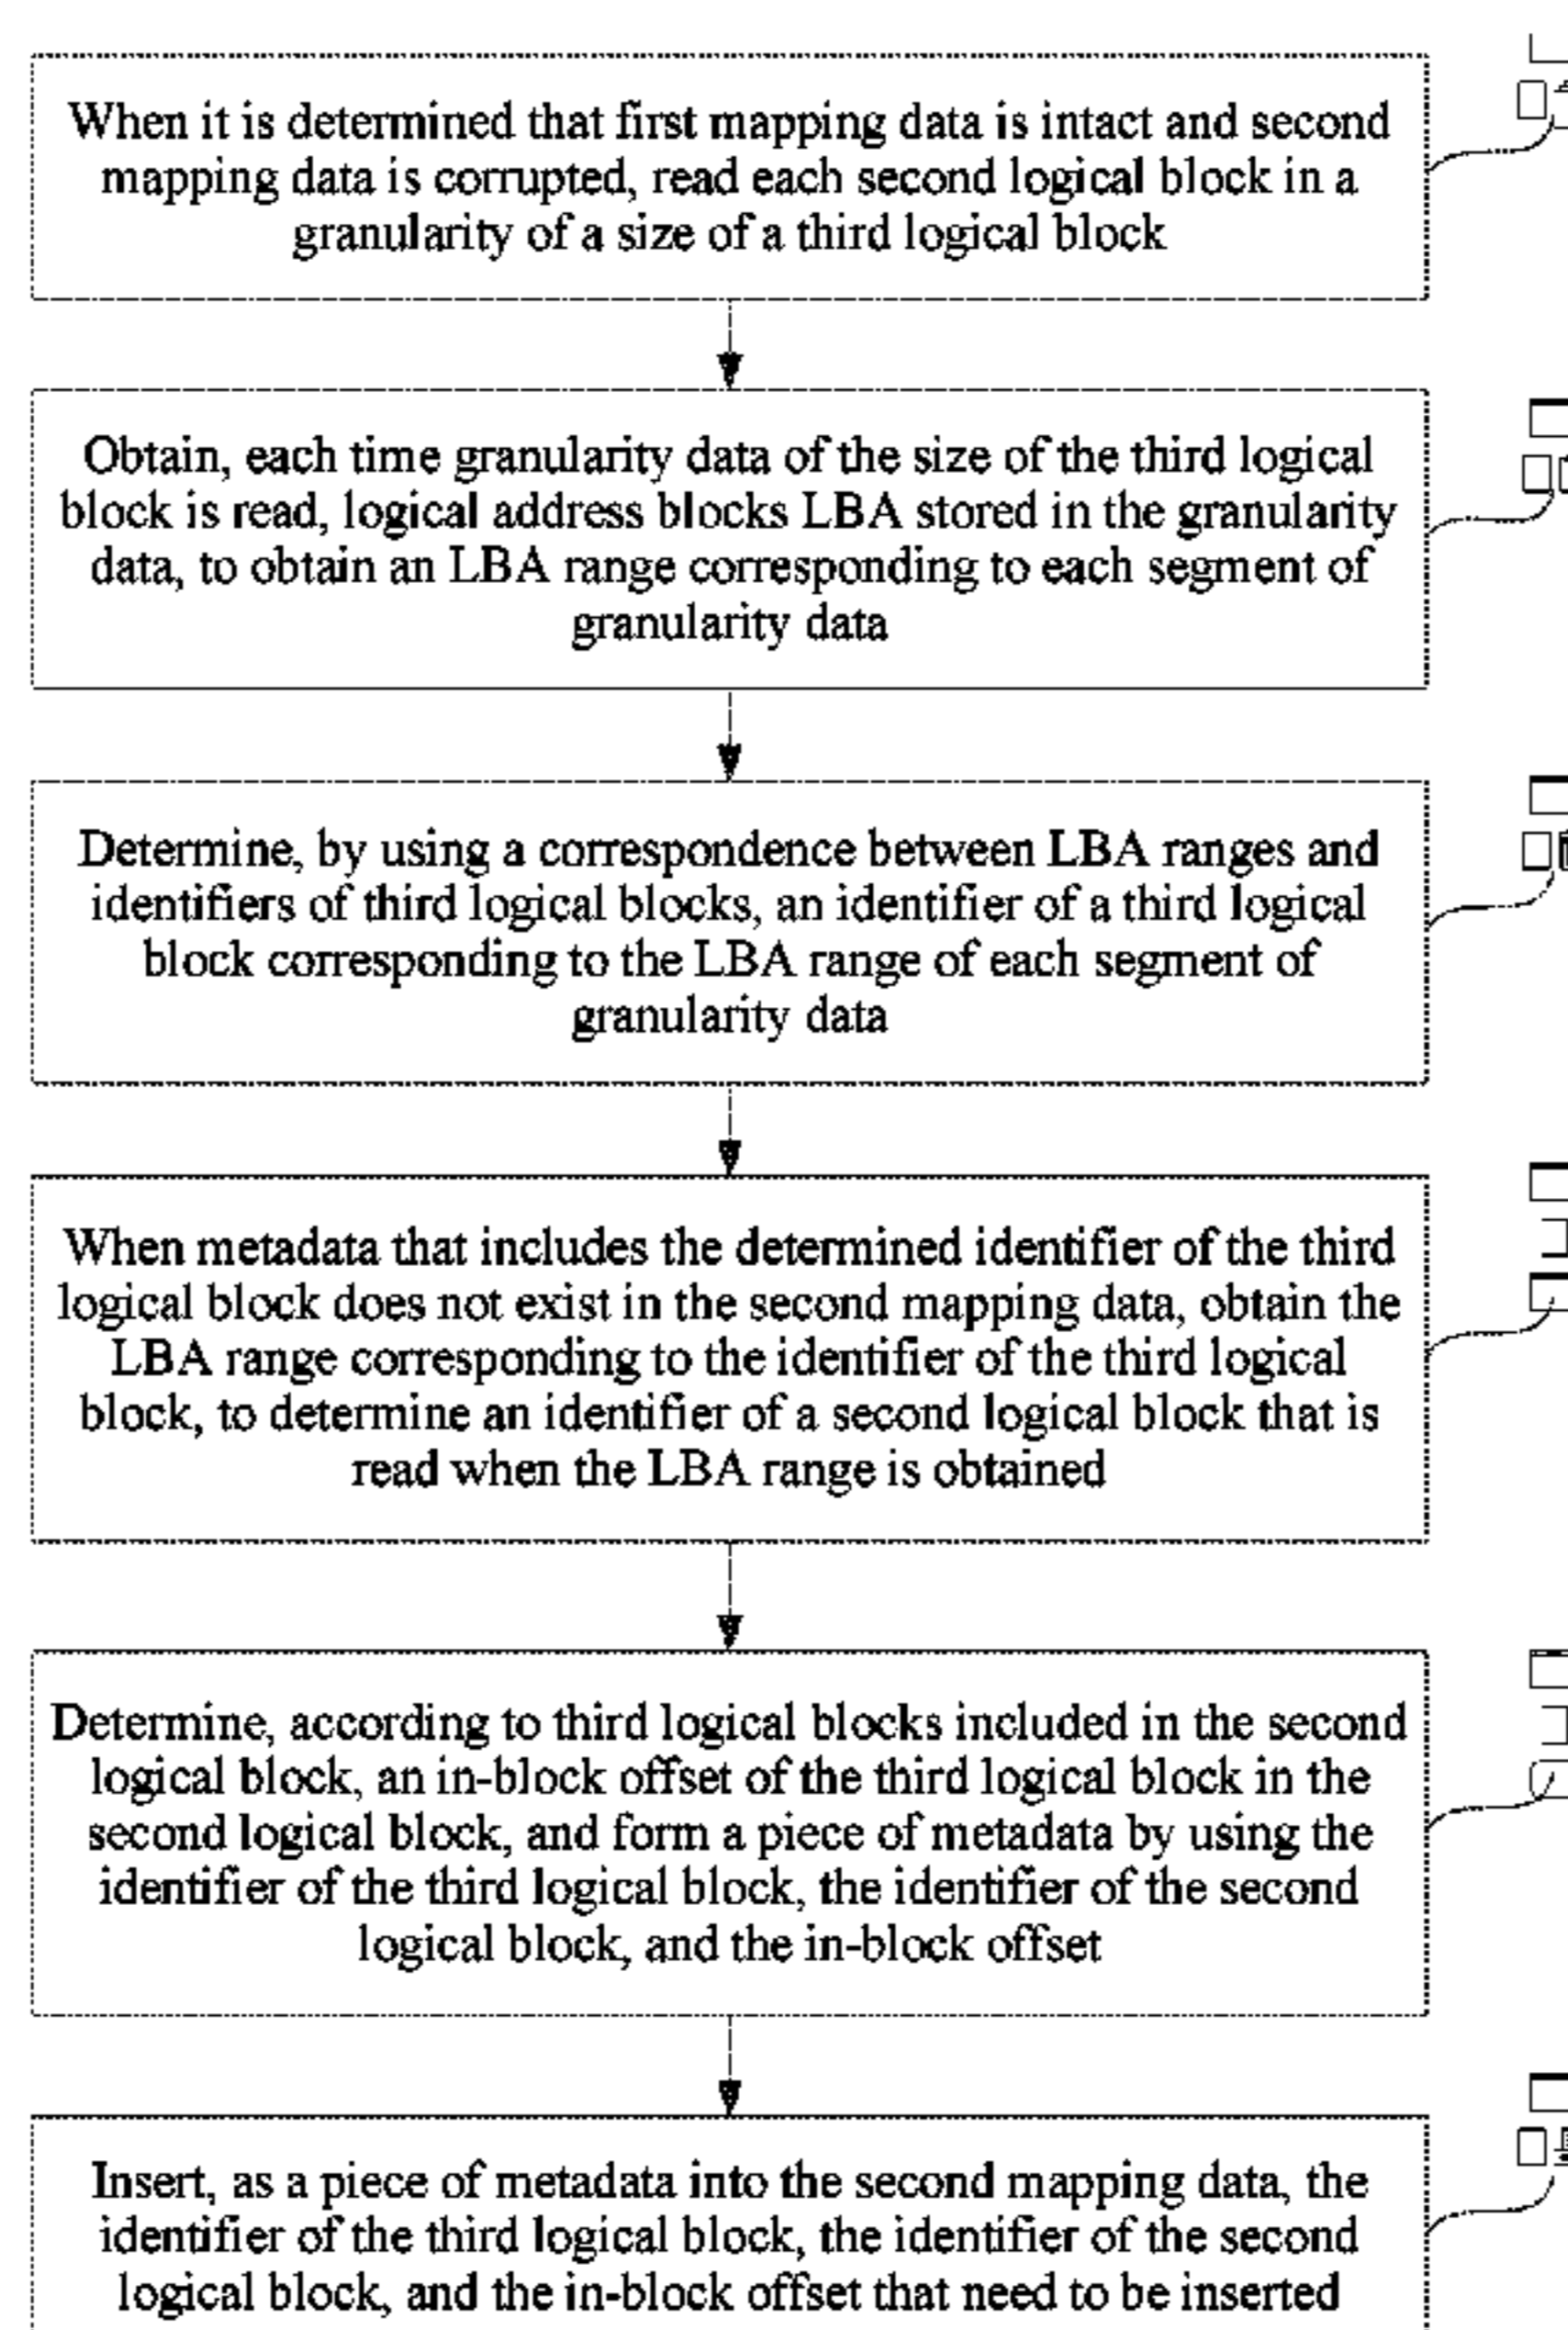 When it is determined that first mapping data is intact and second
mapping data is corrupted, read each second logical block in a
granularity of a size of a third logical block
Obtain, each time granularity data of the size of the third logical
block is read, logical address blocks LBA stored in the granularity
data, to obtain an LBA range corresponding to each segment of
granularity data
Determine, by using a correspondence between LBA ranges and
identifiers of third logical blocks, an identifier of a third logical
block corresponding to the LBA range of each segment of
granularity data
When metadata that includes the determined identifier of the third
logical block does not exist in the second mapping data, obtain the
LBA range corresponding to the identifier of the third logical
block, to determine an identifier of a second logical block that is
read when the LBA range is obtained
Determine, according to third logical blocks included in the second
logical block, an in-block offset of the third logical block in the
second logical block, and form a piece of metadata by using the
identifier of the third logical block, the identifier of the second
logical block, and the in-block offset
Insert, as a piece of metadata into the second mapping data, the
identifier of the third logical block, the identifier of the second
logical block, and the in-block offset that need to be inserted